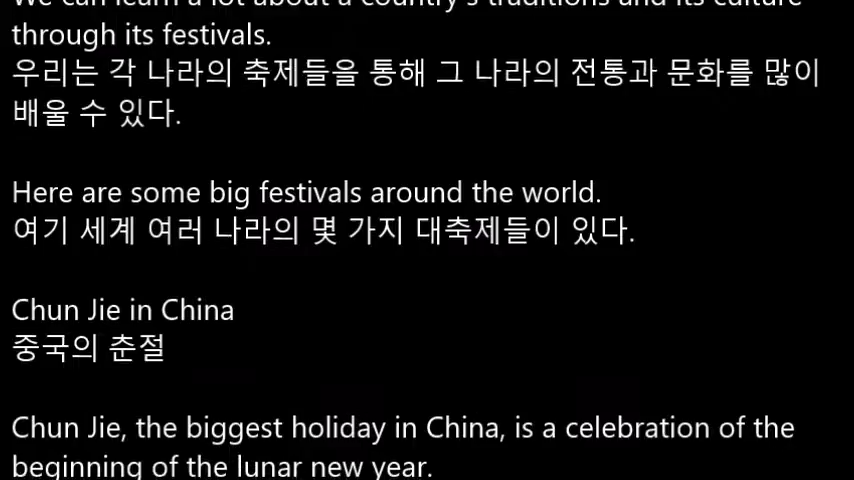 We can learn a lot about a country's traditions and its culture
through its festivals.
우리는 각 나라의 축제들을 통해 그 나라의 전통과 문화를 많이
배울 수 있다.
Here are some big festivals around the world.
여기 세계 여러 나라의 몇 가지 대축제들이 있다.
Chun Jie in China
중국의 춘절
Chun Jie, the biggest holiday in China, is a celebration of the
beginning of the lunar new year.